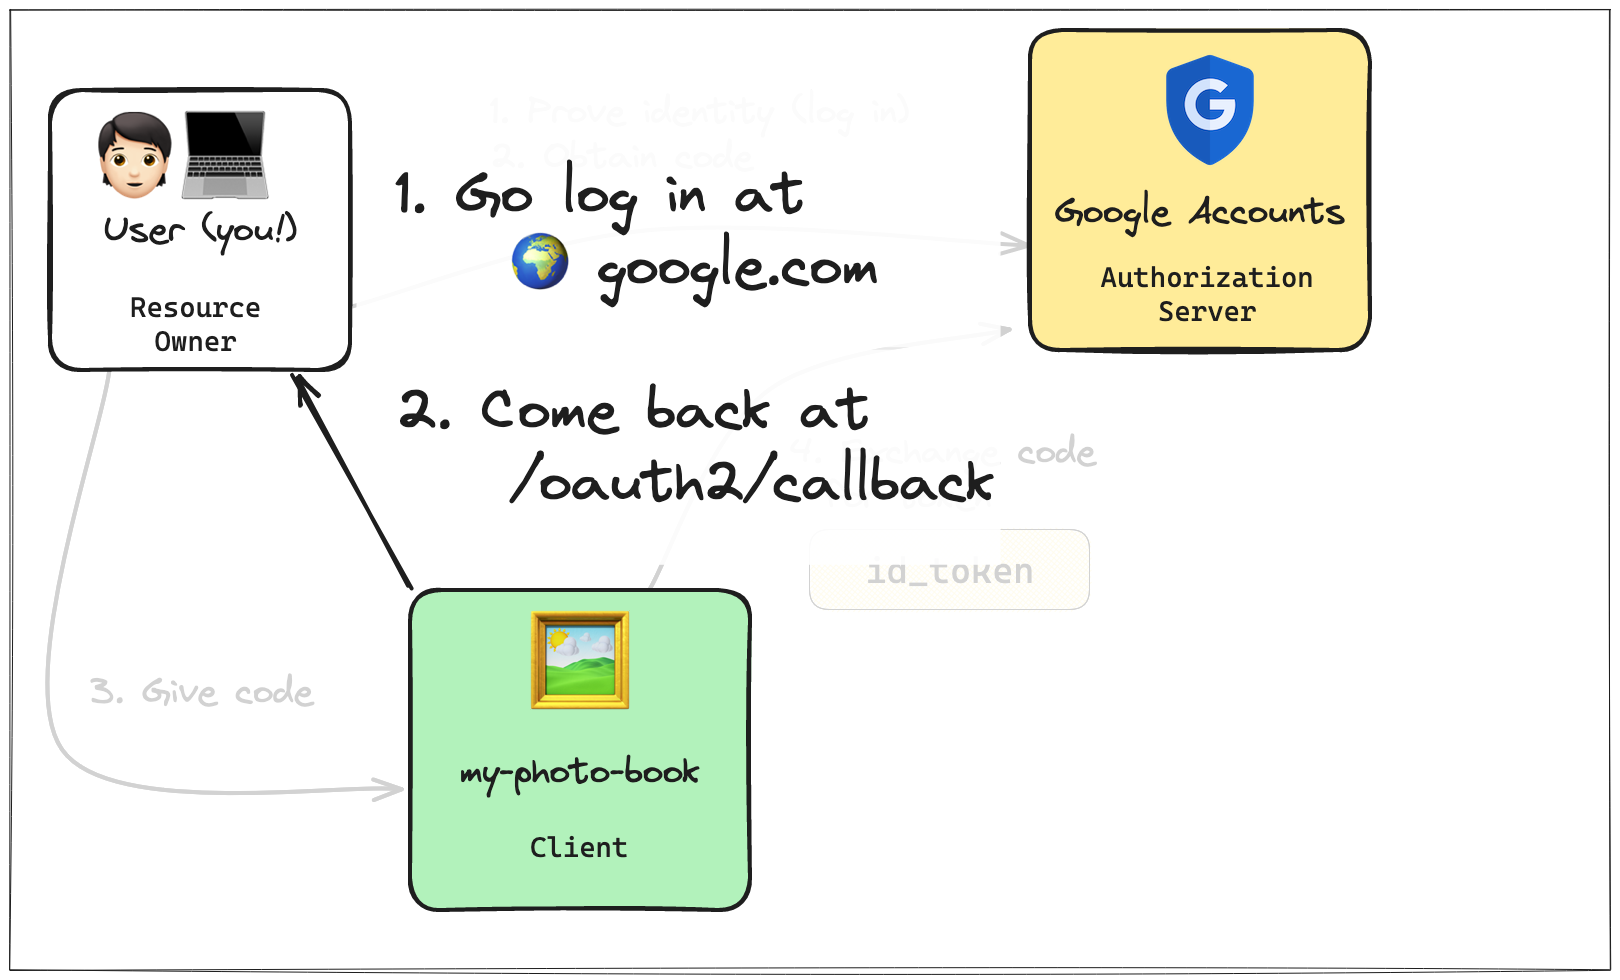 1. Prove identity (log in)
2. Obtain code
User (you!)
Resource
Owner
1. Go log in at
google.com
G
Google Accounts
Authorization
Server
2. Come back at
/oauth2/callback
code
id_token
3. Give code
my-photo-book
Client